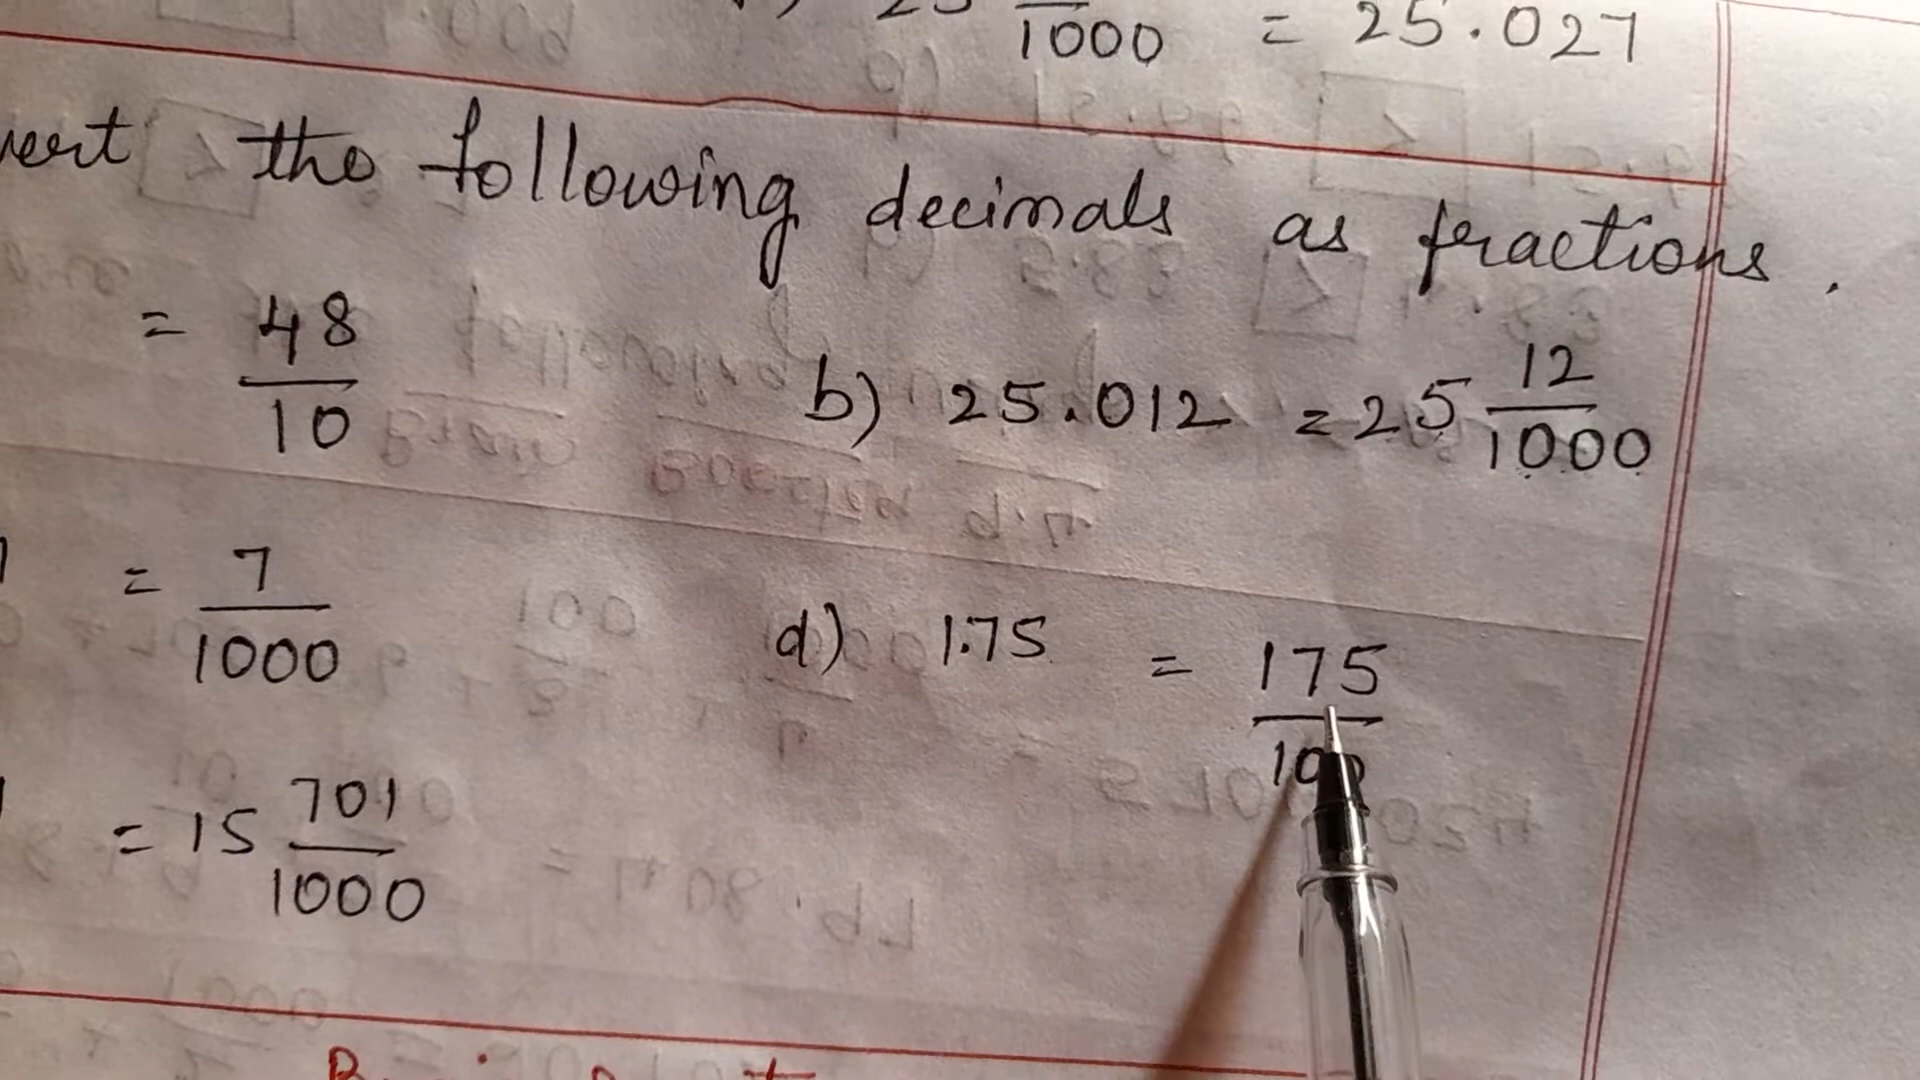 1000 = 25.027
the following decimals as fractions.
= 48/10 b) 25.012 = 25 12/1000
= 7/1000 d) 1.75 = 175/100
= 15 701/1000